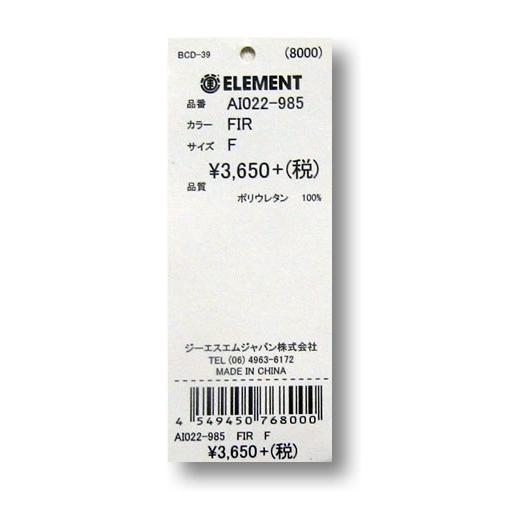 BCD-39 (8000)
ELEMENT
品番 AI022-985
カラー FIR
サイズ F
¥3,650+(税)
品質
ポリウレタン 100%
ジーエスエムジャパン株式会社
TEL (06) 4963-6172
MADE IN CHINA
4 549450 768000
AI022-985 FIR F
¥3,650+(税)